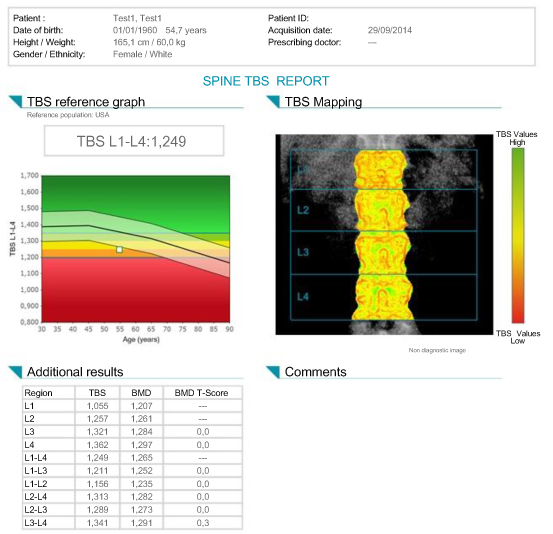 Patient : Test1, Test1 Patient ID:
Date of birth: 01/01/1960 54,7 years Acquisition date: 29/09/2014
Height / Weight: 165,1 cm / 60,0 kg Prescribing doctor: ---
Gender / Ethnicity: Female / White
SPINE TBS REPORT
TBS reference graph
Reference population: USA
TBS L1-L4:1,249
TBS L1-L4
1,700
1,600
1,500
1,400
1,300
1,200
1,100
1,000
0,900
0,800
30 35 40 45 50 55 60 65 70 75 80 85 90
Age (years)
TBS Mapping
L2
L3
L4
TBS Values
High
TBS Values
Low
Non diagnostic image
Additional results
Region TBS BMD BMD T-Score
L1 1,055 1,207 ---
L2 1,257 1,261 ---
L3 1,321 1,284 0,0
L4 1,362 1,297 0,0
L1-L4 1,249 1,265 ---
L1-L3 1,211 1,252 0,0
L1-L2 1,156 1,235 0,0
L2-L4 1,313 1,282 0,0
L2-L3 1,289 1,273 0,0
L3-L4 1,341 1,291 0,3
Comments